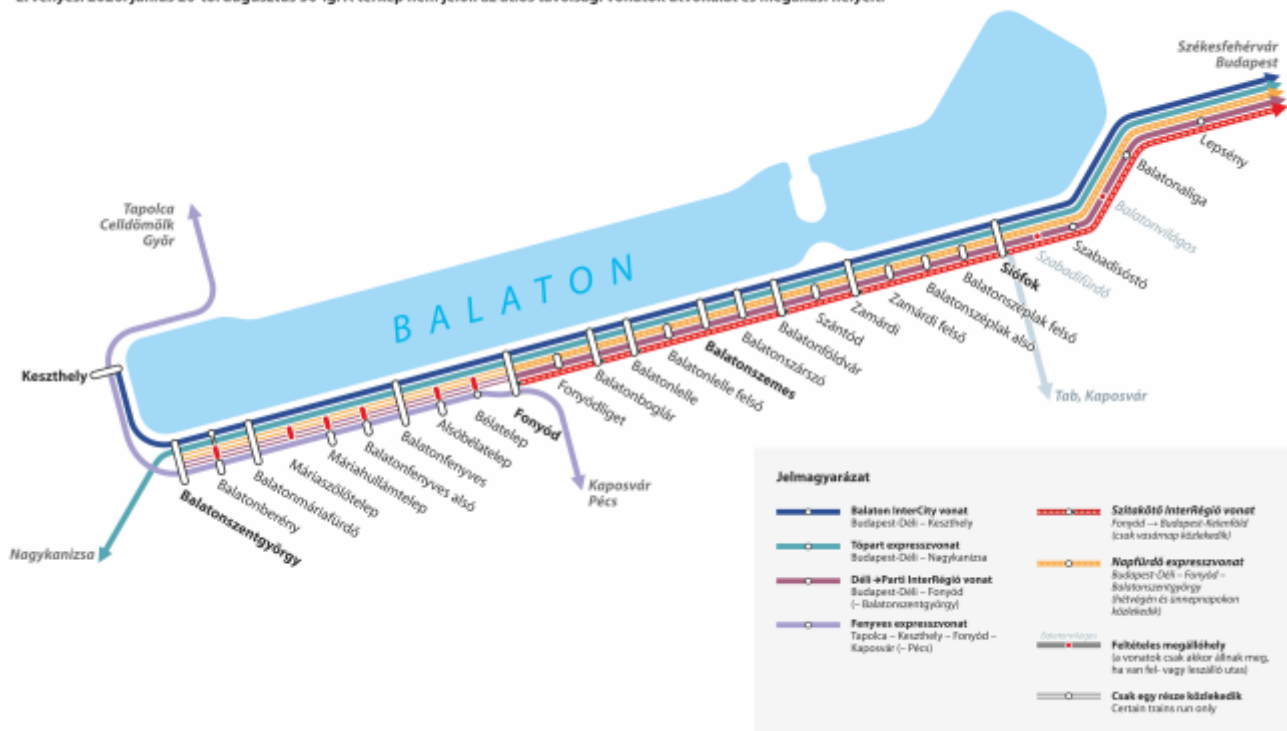 Székesfehérvár
Budapest
Lepsény
Balatonaliga
Balatonvilágos
Szabadisóstó
Szabadifürdő
Siófok
Balatonszéplak felső
Balatonszéplak alsó
Zamárdi felső
Zamárdi
Szántód
Balatonföldvár
Balatonszárszó
Balatonszemes
Balatonlelle felső
Balatonlelle
Balatonboglár
Fonyódliget
Fonyód
Bélatelep
Alsóbélatelep
Balatonfenyves
Balatonfenyves alsó
Máriahullámtelep
Máriaszőlőtelep
Balatonmáriafürdő
Balatonberény
Balatonszentgyörgy
Keszthely
Tapolca
Celldömölk
Győr
BALATON
Nagykanizsa
Kaposvár
Pécs
Tab, Kaposvár
Jelmagyarázat
Balaton InterCity vonat
Budapest-Déli – Keszthely
Tópart expresszvonat
Budapest-Déli – Nagykanizsa
Déli➔Parti InterRégió vonat
Budapest-Déli – Fonyód
(– Balatonszentgyörgy)
Fenyves expresszvonat
Tapolca – Keszthely – Fonyód –
Kaposvár (– Pécs)
Szitakötő InterRégió vonat
Fonyód → Budapest-Kelenföld
(csak vasárnap közlekedik)
Napfürdő expresszvonat
Budapest-Déli – Fonyód –
Balatonszentgyörgy
(hétvégén és ünnepnapokon
közlekedik)
Balatonvilágos
Feltételes megállóhely
(a vonatok csak akkor állnak meg,
ha van fel- vagy leszálló utas)
Csak egy része közlekedik
Certain trains run only